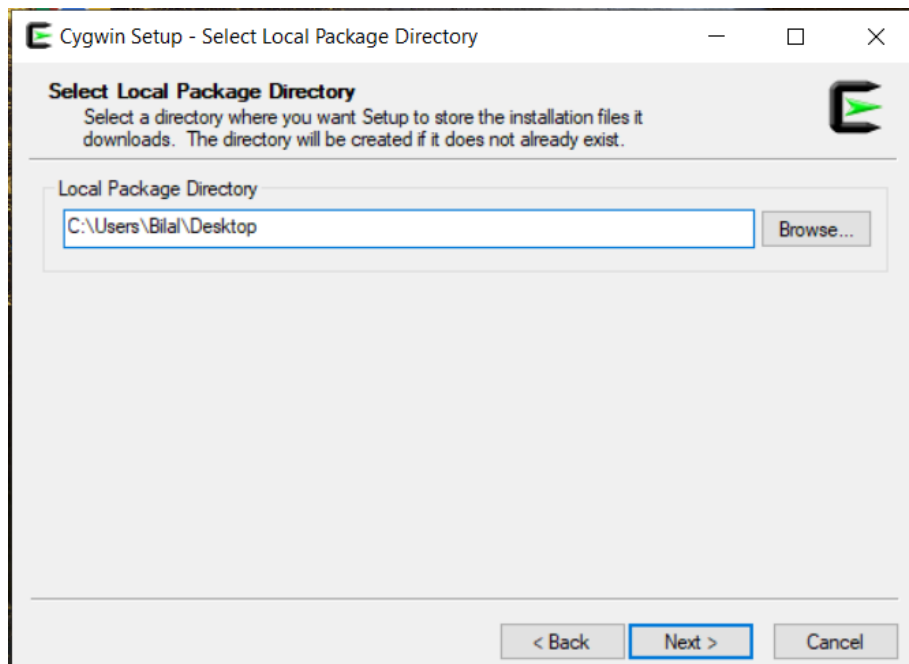 Cygwin Setup - Select Local Package Directory
Select Local Package Directory
Select a directory where you want Setup to store the installation files it
downloads. The directory will be created if it does not already exist.
Local Package Directory
C:\Users\Bilal\Desktop
Browse...
< Back
Next >
Cancel